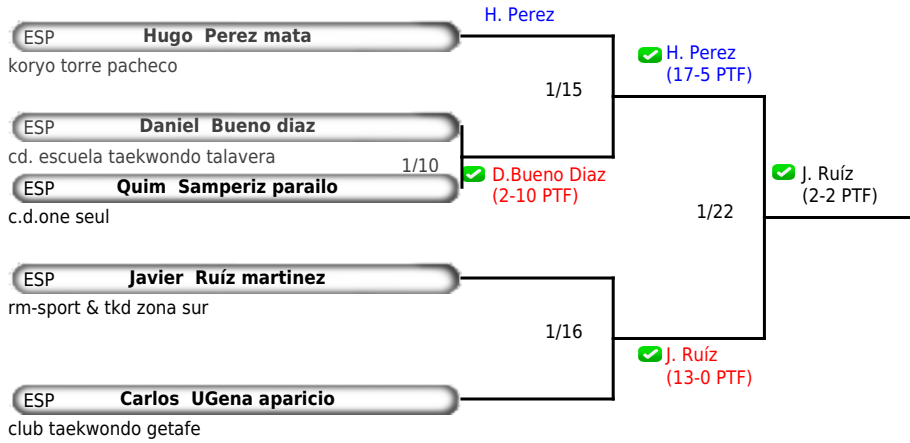 H. Perez
ESP Hugo Perez mata
koryo torre pacheco
H. Perez
(17-5 PTF)
1/15
ESP Daniel Bueno diaz
cd. escuela taekwondo talavera
1/10
D.Bueno Diaz
(2-10 PTF)
ESP Quim Samperiz parailo
c.d.one seul
J. Ruíz
(2-2 PTF)
1/22
ESP Javier Ruíz martinez
rm-sport & tkd zona sur
1/16
J. Ruíz
(13-0 PTF)
ESP Carlos UGena aparicio
club taekwondo getafe